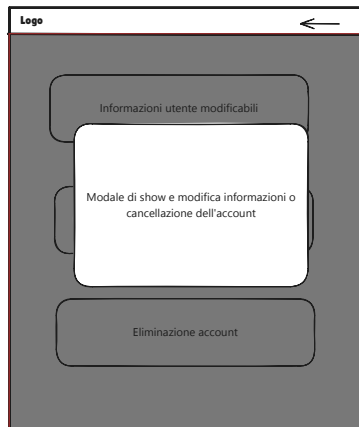 Logo
Informazioni utente modificabili
Modale di show e modifica informazioni o
cancellazione dell'account
Eliminazione account